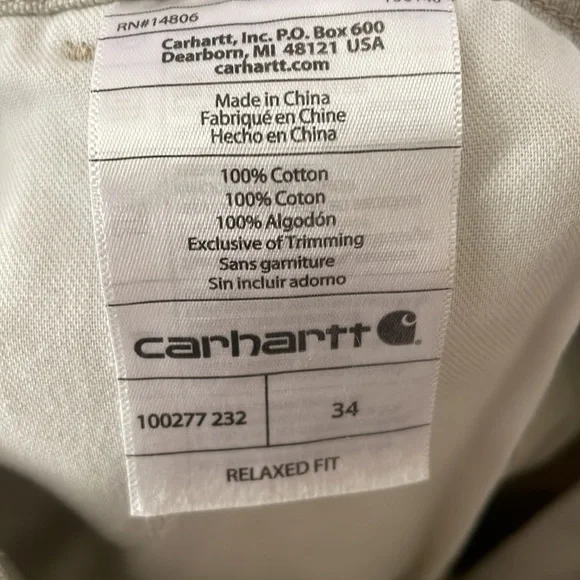 RN#14806
Carhartt, Inc. P.O. Box 600
Dearborn, MI 48121 USA
carhartt.com
Made in China
Fabriqué en Chine
Hecho en China
100% Cotton
100% Coton
100% Algodón
Exclusive of Trimming
Sans garniture
Sin incluir adorno
carhartt
100277 232
34
RELAXED FIT